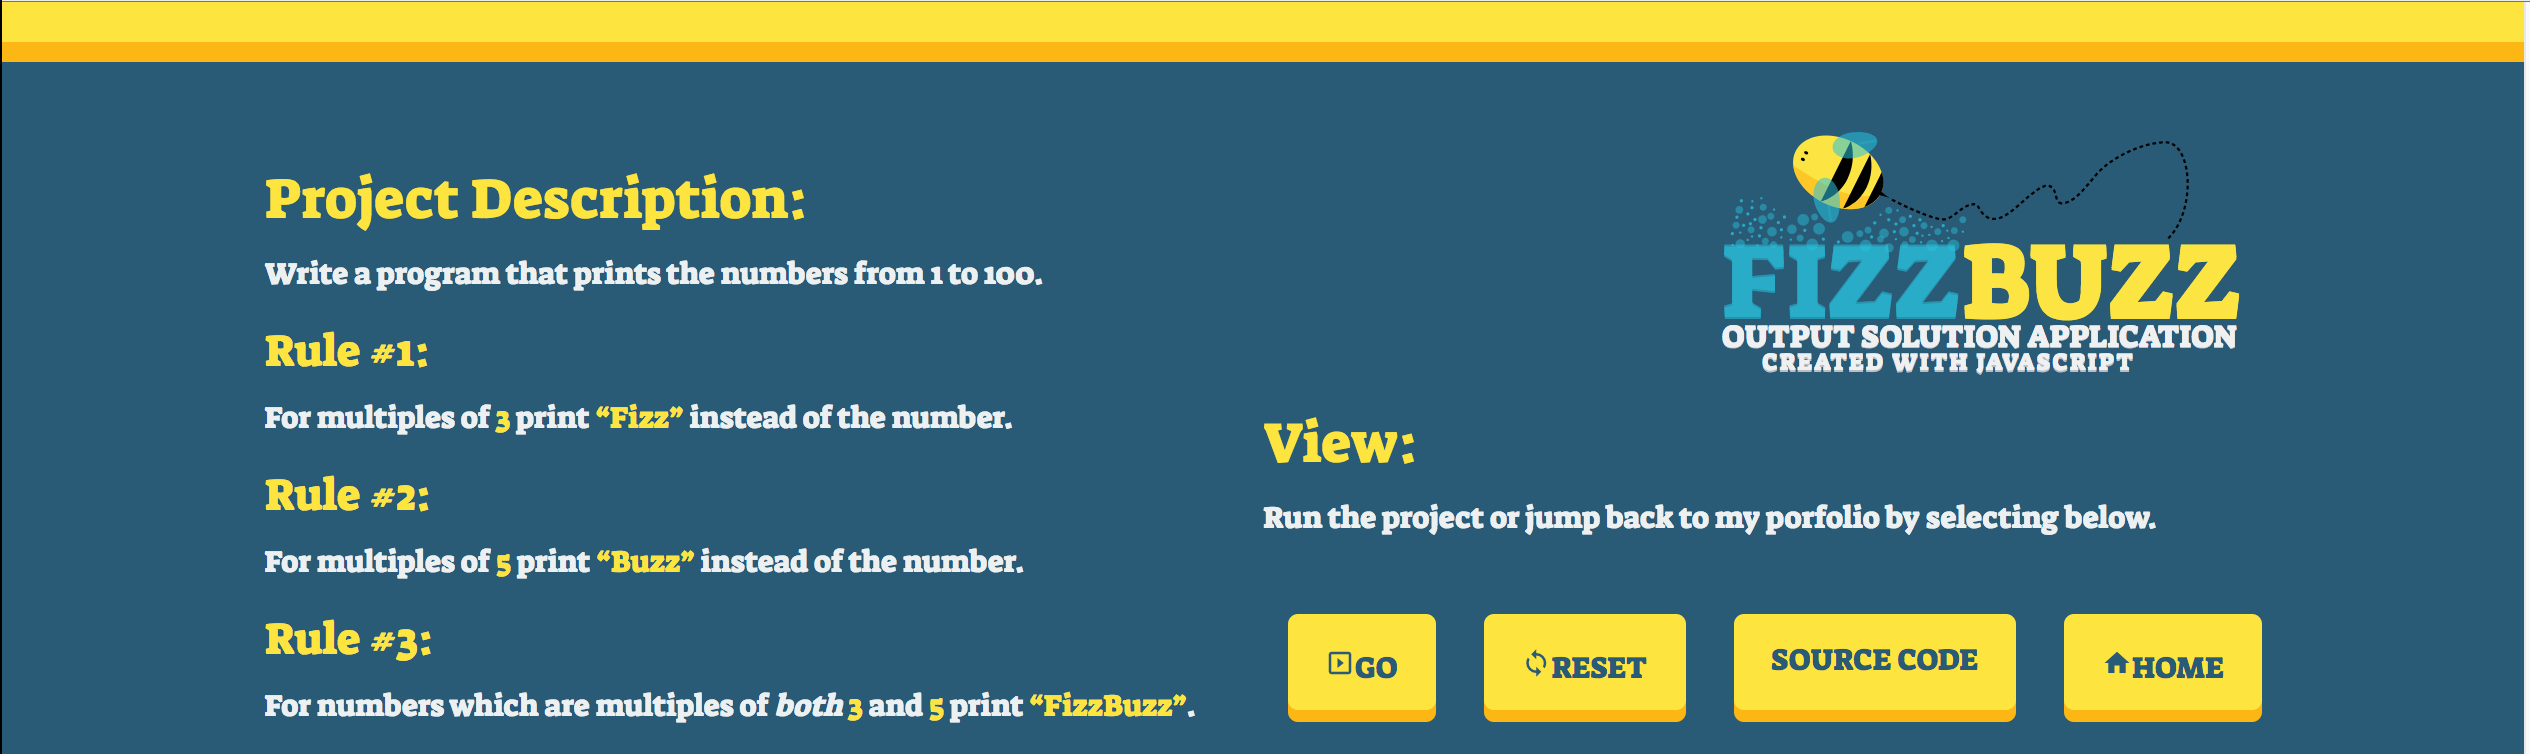 Project Description:
Write a program that prints the numbers from 1 to 100.
Rule #1:
For multiples of 3 print “Fizz” instead of the number.
Rule #2:
For multiples of 5 print “Buzz” instead of the number.
Rule #3:
For numbers which are multiples of both 3 and 5 print “FizzBuzz”.
FIZZBUZZ
OUTPUT SOLUTION APPLICATION
CREATED WITH JAVASCRIPT
View:
Run the project or jump back to my porfolio by selecting below.
GO
RESET
SOURCE CODE
HOME